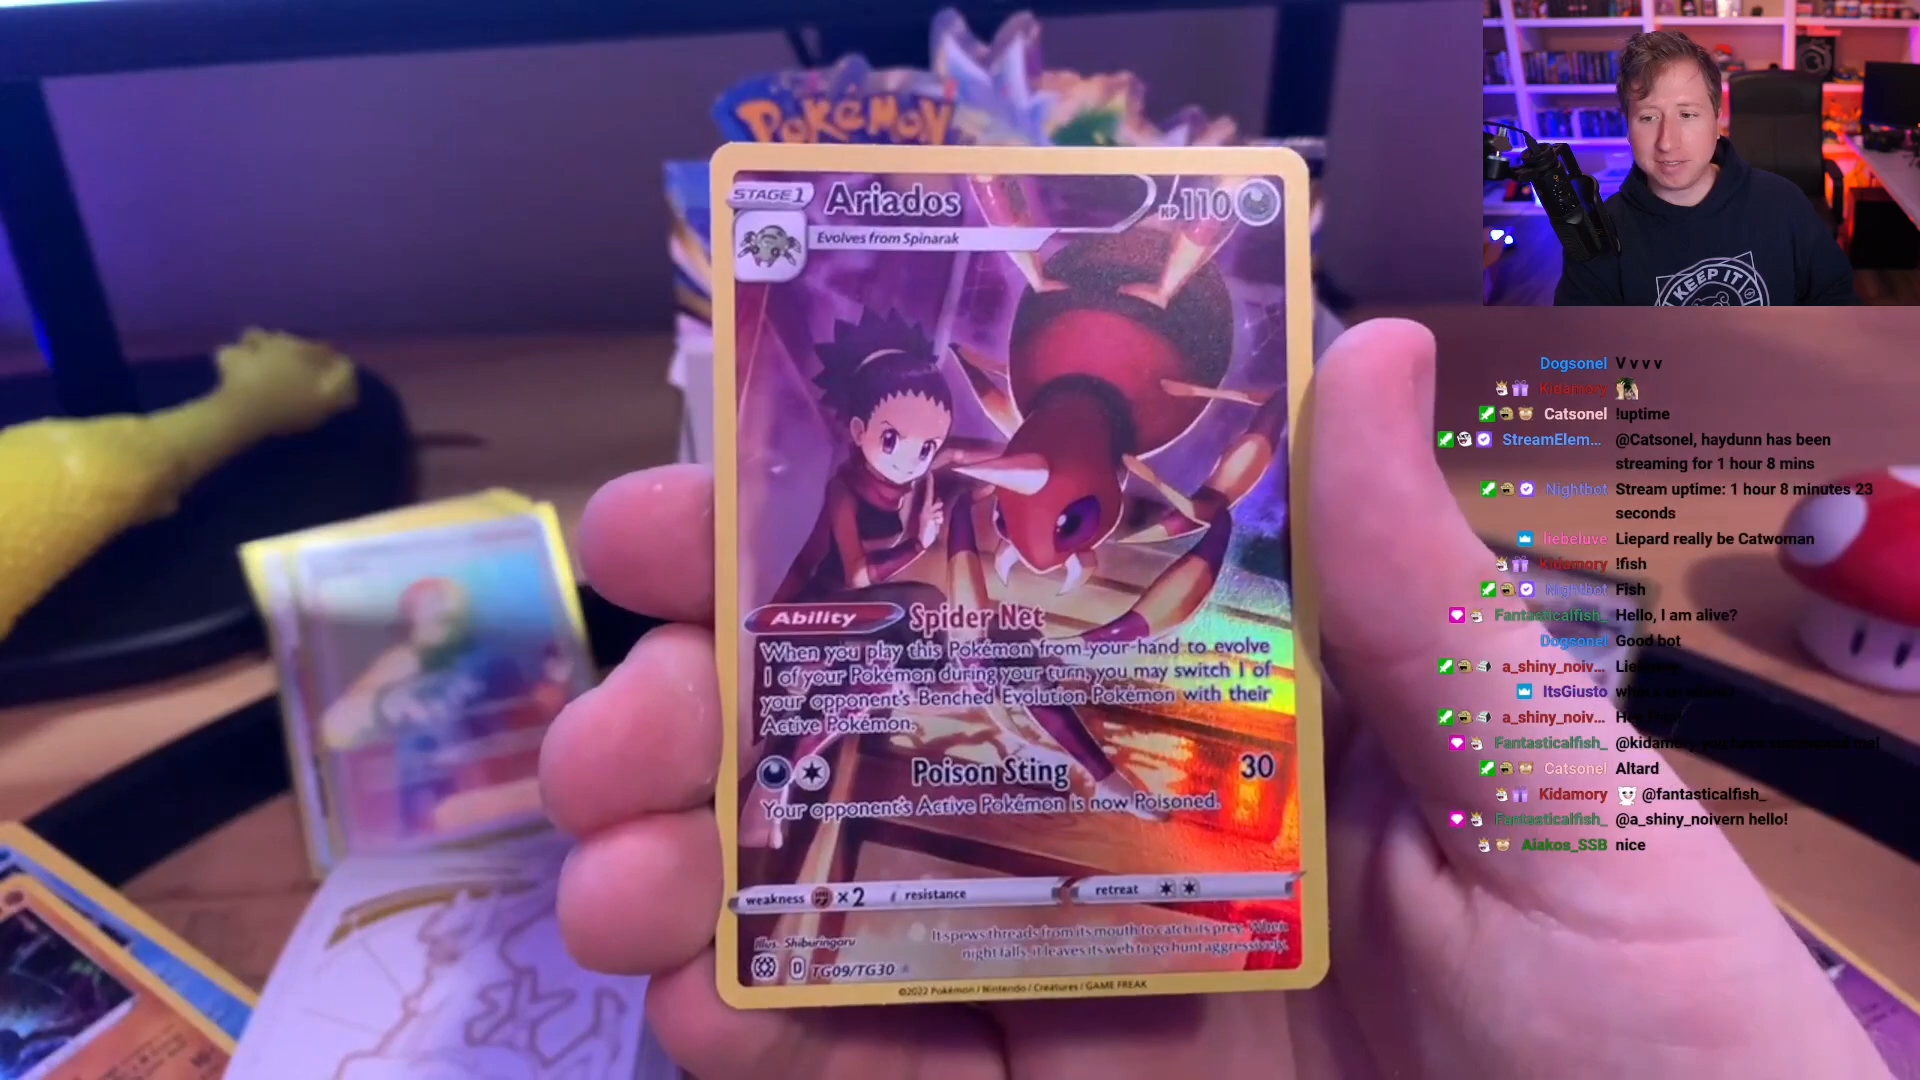 POKéMON
STAGE 1 Ariados HP 110
Evolves from Spinarak
Ability Spider Net
When you play this Pokémon from your hand to evolve
1 of your Pokémon during your turn, you may switch 1 of
your opponent's Benched Evolution Pokémon with their
Active Pokémon.
Poison Sting 30
Your opponent's Active Pokémon is now Poisoned.
weakness ×2 resistance retreat
It spews threads from its mouth to catch its prey. When
night falls, it leaves its web to go hunt aggressively.
Illus. Shiburingaru
D TG09/TG30
©2022 Pokémon / Nintendo / Creatures / GAME FREAK
KEEP IT
Dogsonel V v v v
Kidamory
Catsonel !uptime
StreamElem... @Catsonel, haydunn has been
streaming for 1 hour 8 mins
Nightbot Stream uptime: 1 hour 8 minutes 23
seconds
liebeluve Liepard really be Catwoman
Kidamory !fish
Nightbot Fish
Fantasticalfish_ Hello, I am alive?
Dogsonel Good bot
a_shiny_noiv...
ItsGiusto
a_shiny_noiv...
Fantasticalfish_ @kidamory you have summoned me!
Catsonel Altard
Kidamory @fantasticalfish_
Fantasticalfish_ @a_shiny_noivern hello!
Aiakos_SSB nice